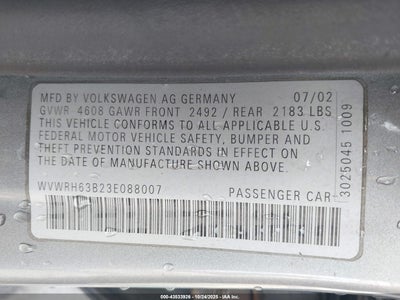 MFD BY VOLKSWAGEN AG GERMANY 07/02
GVWR 4608 GAWR FRONT 2492 / REAR 2183 LBS
THIS VEHICLE CONFORMS TO ALL APPLICABLE U.S.
FEDERAL MOTOR VEHICLE SAFETY, BUMPER AND
THEFT PREVENTION STANDARDS IN EFFECT ON THE
DATE OF MANUFACTURE SHOWN ABOVE.
WVWRH63B23E088007 PASSENGER CAR
3025045 1009
000-43533926 - 10/24/2025 - IAA Inc.